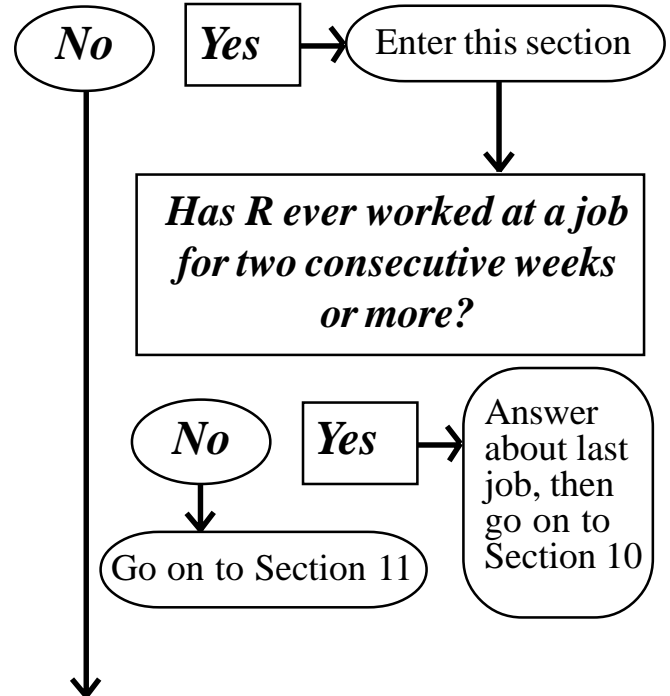 No
Yes
Enter this section
Has R ever worked at a job
for two consecutive weeks
or more?
No
Yes
Answer
about last
job, then
go on to
Section 10
Go on to Section 11